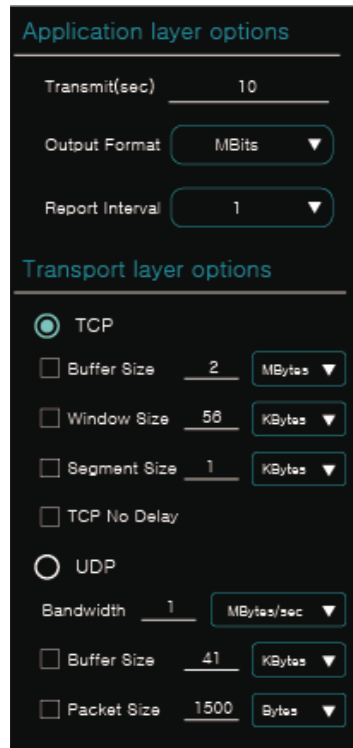 Application layer options
Transmit(sec) 10
Output Format MBits
Report Interval 1
Transport layer options
TCP
Buffer Size 2 MBytes
Window Size 56 KBytes
Segment Size 1 KBytes
TCP No Delay
UDP
Bandwidth 1 MBytes/sec
Buffer Size 41 KBytes
Packet Size 1500 Bytes